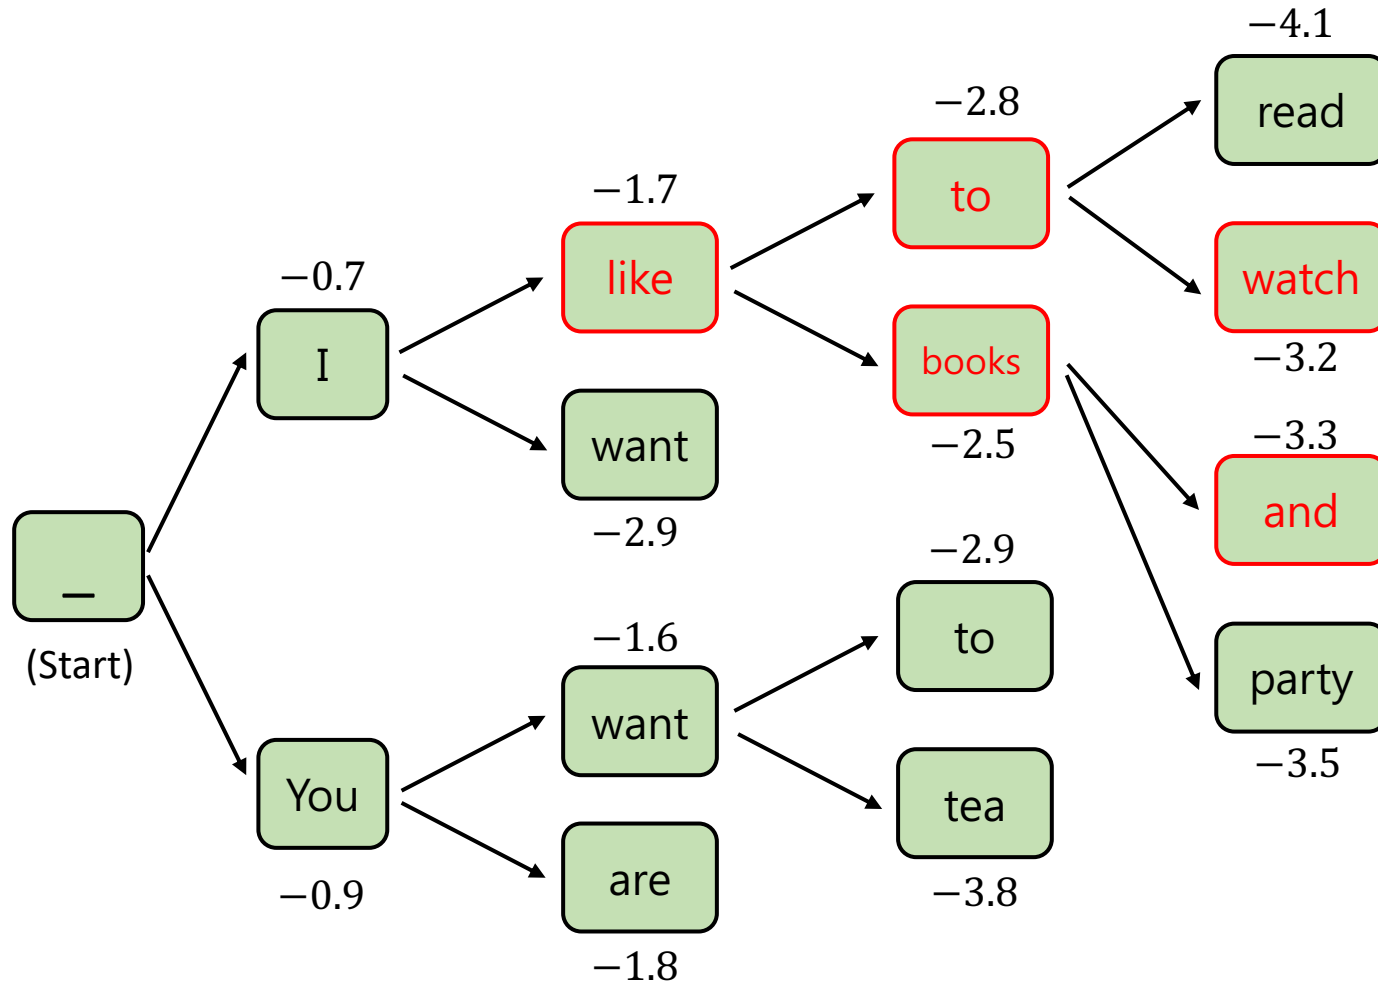 −4.1
read
−2.8
to
−1.7
like
watch
−3.2
−0.7
I
books
−2.5
want
−2.9
−3.3
and
_
(Start)
−2.9
to
−1.6
want
party
−3.5
You
−0.9
tea
−3.8
are
−1.8